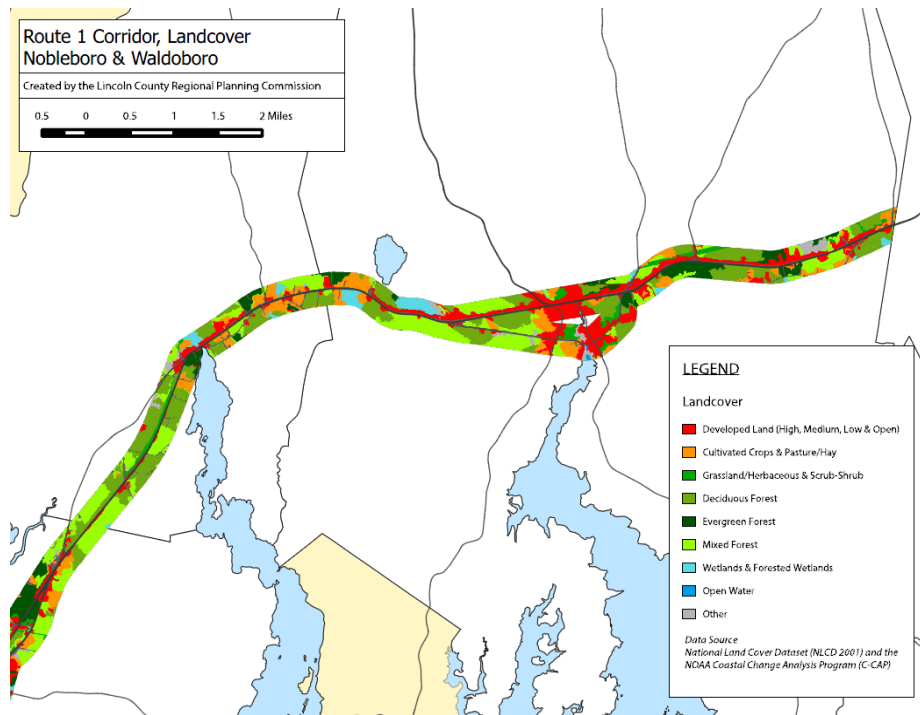 Route 1 Corridor, Landcover
Nobleboro & Waldoboro
Created by the Lincoln County Regional Planning Commission
0.5 0 0.5 1 1.5 2 Miles
LEGEND
Landcover
Developed Land (High, Medium, Low & Open)
Cultivated Crops & Pasture/Hay
Grassland/Herbaceous & Scrub-Shrub
Deciduous Forest
Evergreen Forest
Mixed Forest
Wetlands & Forested Wetlands
Open Water
Other
Data Source
National Land Cover Dataset (NLCD 2001) and the
NOAA Coastal Change Analysis Program (C-CAP)